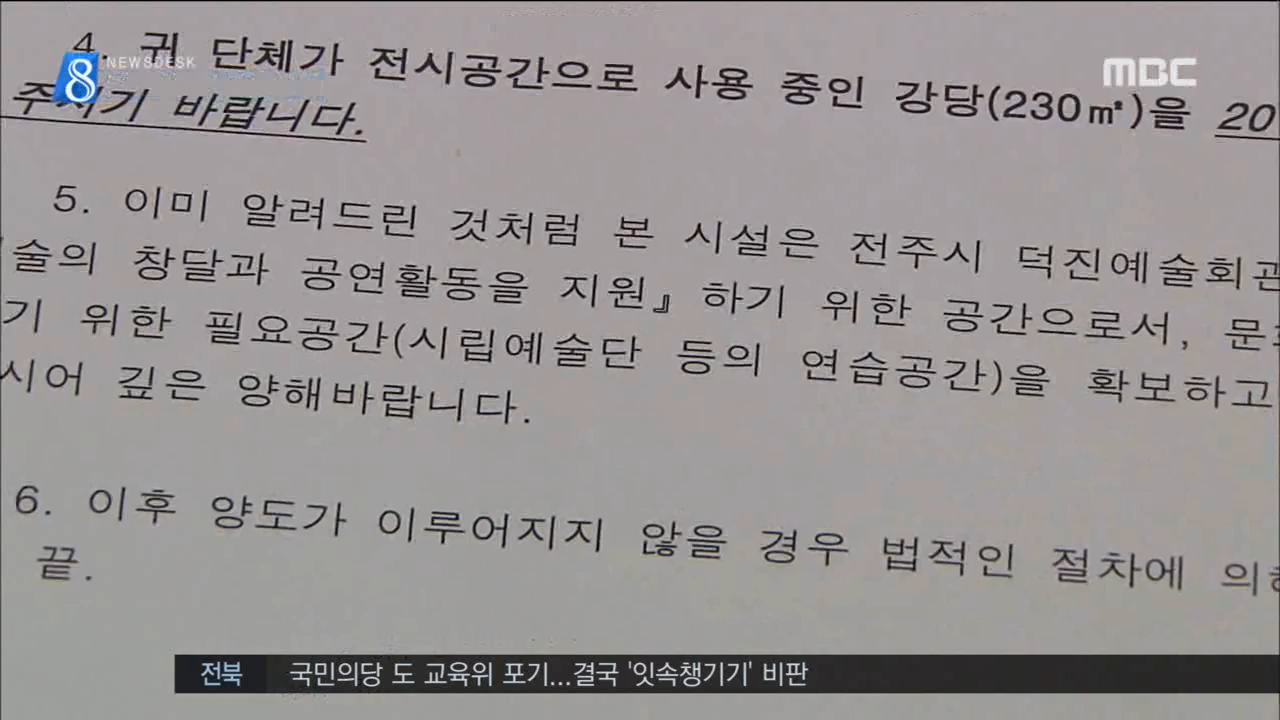 8 NEWSDESK
MBC
4. 귀 단체가 전시공간으로 사용 중인 강당(230㎡)을 20
주시기 바랍니다.
5. 이미 알려드린 것처럼 본 시설은 전주시 덕진예술회관
술의 창달과 공연활동을 지원』하기 위한 공간으로서, 문
기 위한 필요공간(시립예술단 등의 연습공간)을 확보하고
시어 깊은 양해바랍니다.
6. 이후 양도가 이루어지지 않을 경우 법적인 절차에 의
끝.
전북 국민의당 도 교육위 포기...결국 '잇속챙기기' 비판